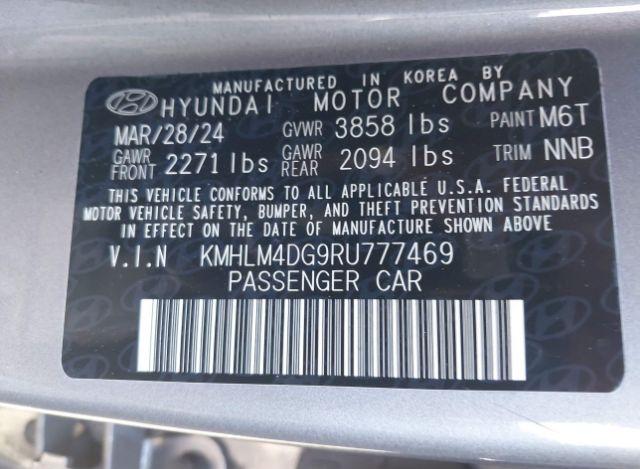 MANUFACTURED IN KOREA BY
HYUNDAI MOTOR COMPANY
MAR/28/24 GVWR 3858 lbs PAINT M6T
GAWR FRONT 2271 lbs GAWR REAR 2094 lbs TRIM NNB
THIS VEHICLE CONFORMS TO ALL APPLICABLE U.S.A. FEDERAL
MOTOR VEHICLE SAFETY, BUMPER, AND THEFT PREVENTION STANDARDS
IN EFFECT ON THE DATE OF MANUFACTURE SHOWN ABOVE
V.I.N KMHLM4DG9RU777469
PASSENGER CAR